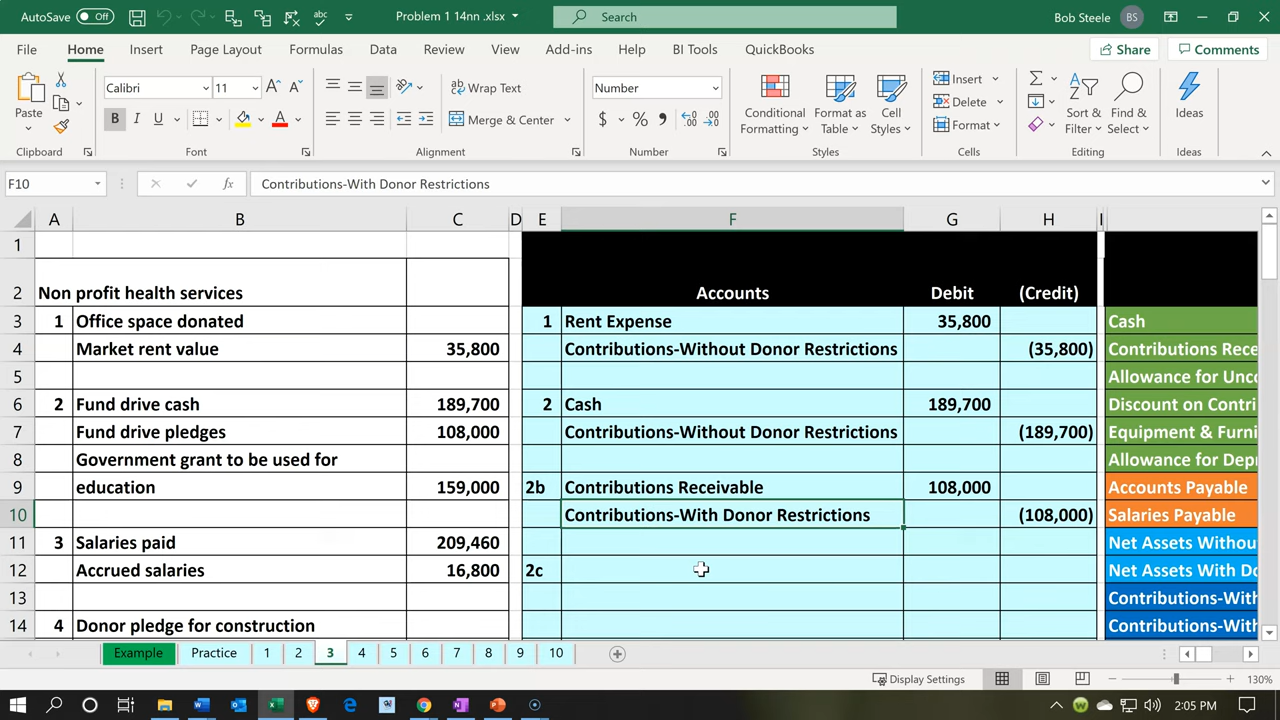 AutoSave Off abc Problem 1 14nn .xlsx Search Bob Steele BS
File Home Insert Page Layout Formulas Data Review View Add-ins Help BI Tools QuickBooks Share Comments
Paste Calibri 11 Wrap Text Number Conditional Formatting Format as Table Cell Styles Insert Sort & Filter Find & Select Ideas
B I U Merge & Center $ % Delete
Format
Clipboard Font Alignment Number Styles Cells Editing Ideas
F10 fx Contributions-With Donor Restrictions
A B C D E F G H I
1
2 Non profit health services Accounts Debit (Credit)
3 1 Office space donated 1 Rent Expense 35,800 Cash
4 Market rent value 35,800 Contributions-Without Donor Restrictions (35,800) Contributions Rece
5 Allowance for Unc
6 2 Fund drive cash 189,700 2 Cash 189,700 Discount on Contri
7 Fund drive pledges 108,000 Contributions-Without Donor Restrictions (189,700) Equipment & Furni
8 Government grant to be used for Allowance for Dep
9 education 159,000 2b Contributions Receivable 108,000 Accounts Payable
10 Contributions-With Donor Restrictions (108,000) Salaries Payable
11 3 Salaries paid 209,460 Net Assets Withou
12 Accrued salaries 16,800 2c Net Assets With Do
13 Contributions-With
14 4 Donor pledge for construction Contributions-With
Example Practice 1 2 3 4 5 6 7 8 9 10
Display Settings 130%
2:05 PM